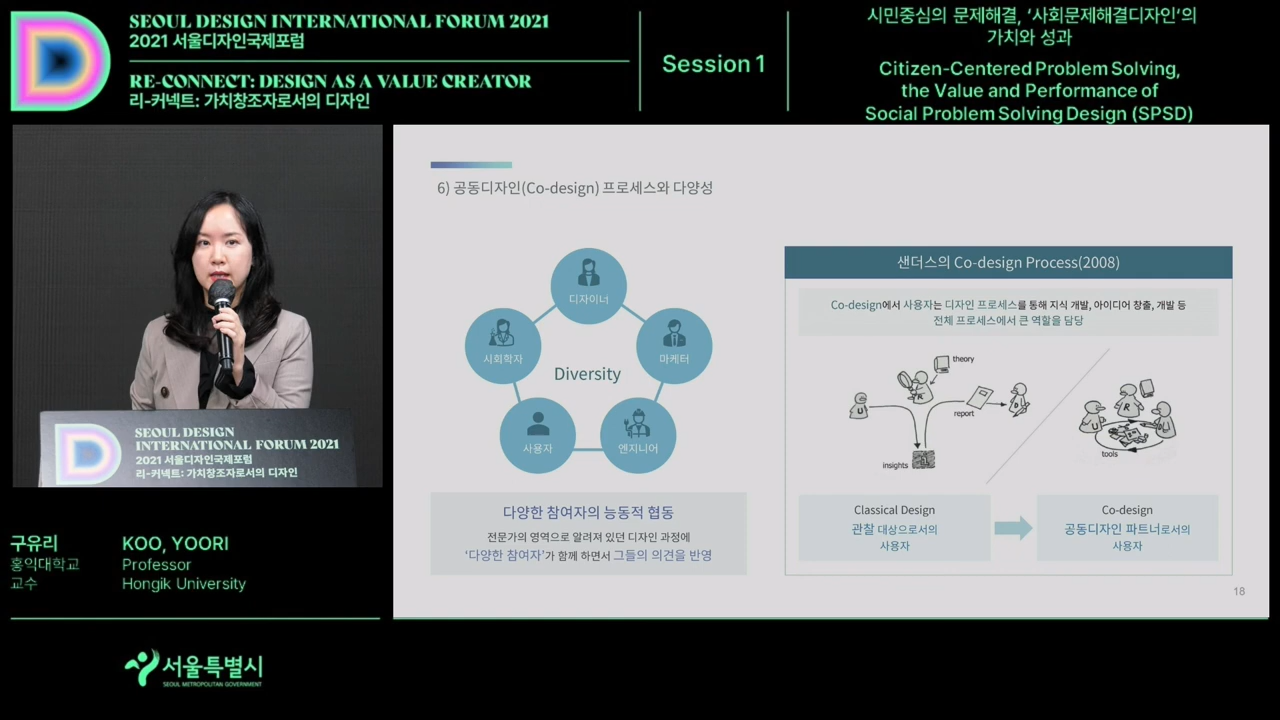 SEOUL DESIGN INTERNATIONAL FORUM 2021
2021 서울디자인국제포럼
RE-CONNECT: DESIGN AS A VALUE CREATOR
리-커넥트: 가치창조자로서의 디자인
Session 1
시민중심의 문제해결, ‘사회문제해결디자인’의
가치와 성과
Citizen-Centered Problem Solving,
the Value and Performance of
Social Problem Solving Design (SPSD)
SEOUL DESIGN
INTERNATIONAL FORUM 2021
2021 서울디자인국제포럼
리-커넥트: 가치창조자로서의 디자인
6) 공동디자인(Co-design) 프로세스와 다양성
디자이너
사회학자
마케터
Diversity
사용자
엔지니어
다양한 참여자의 능동적 협동
전문가의 영역으로 알려져 있던 디자인 과정에
‘다양한 참여자’가 함께 하면서 그들의 의견을 반영
샌더스의 Co-design Process(2008)
Co-design에서 사용자는 디자인 프로세스를 통해 지식 개발, 아이디어 창출, 개발 등
전체 프로세스에서 큰 역할을 담당
theory
U
R
D
report
insights
U
R
D
tools
Classical Design
관찰 대상으로서의
사용자
Co-design
공동디자인 파트너로서의
사용자
18
구유리
홍익대학교
교수
KOO, YOORI
Professor
Hongik University
서울특별시
SEOUL METROPOLITAN GOVERNMENT